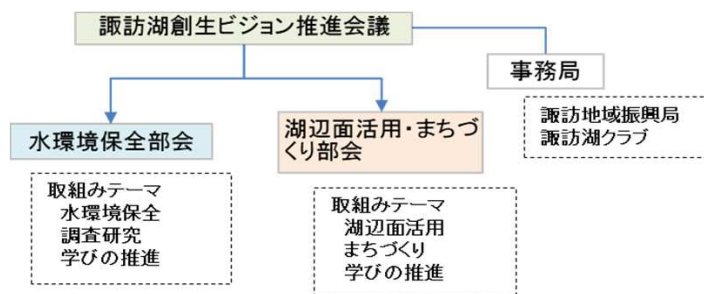 諏訪湖創生ビジョン推進会議
事務局
諏訪地域振興局
諏訪湖クラブ
水環境保全部会
取組みテーマ
水環境保全
調査研究
学びの推進
湖辺面活用・まちづ
くり部会
取組みテーマ
湖辺面活用
まちづくり
学びの推進